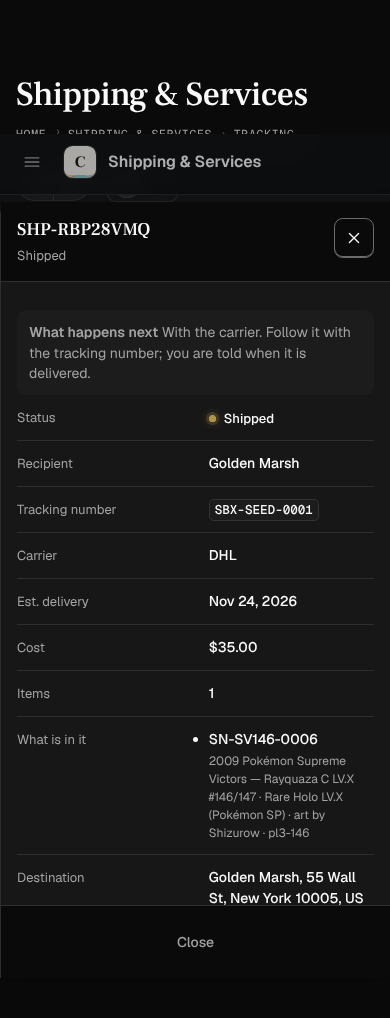 Shipping & Services
HOME › SHIPPING & SERVICES · TRACKING
C
Shipping & Services
SHP-RBP28VMQ
Shipped
What happens next With the carrier. Follow it with
the tracking number; you are told when it is
delivered.
Status
Shipped
Recipient
Golden Marsh
Tracking number
SBX-SEED-0001
Carrier
DHL
Est. delivery
Nov 24, 2026
Cost
$35.00
Items
1
What is in it
• SN-SV146-0006
2009 Pokémon Supreme
Victors — Rayquaza C LV.X
#146/147 · Rare Holo LV.X
(Pokémon SP) · art by
Shizurow · pl3-146
Destination
Golden Marsh, 55 Wall
St, New York 10005, US
Close